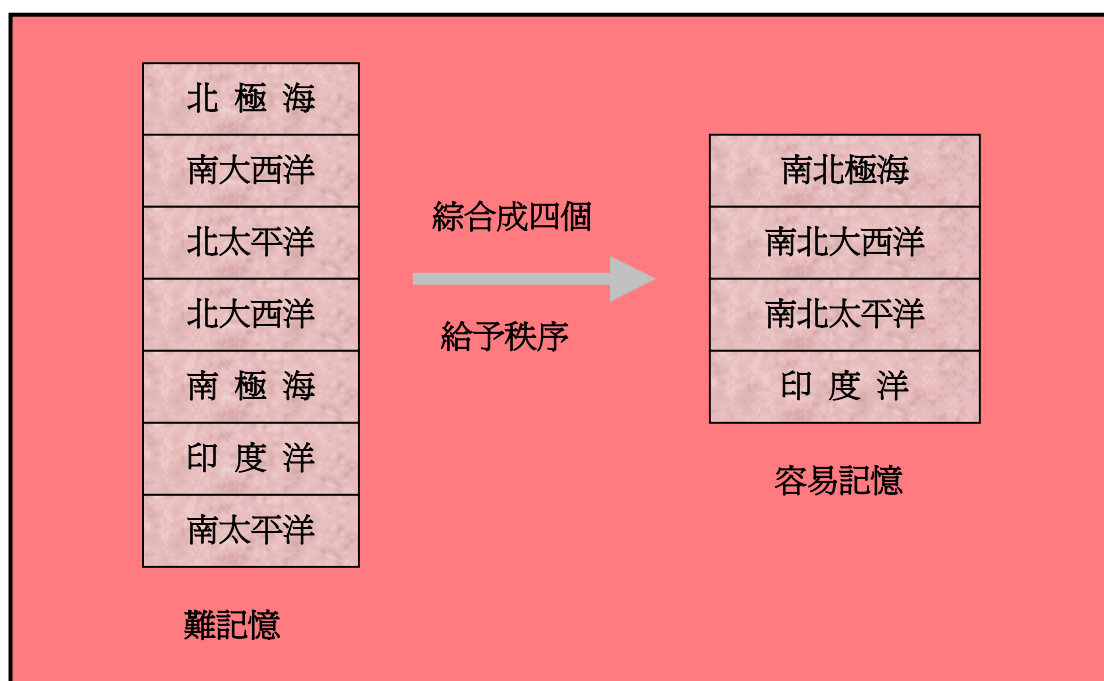 北 極 海
南大西洋
北太平洋
北大西洋
南 極 海
印 度 洋
南太平洋
難記憶
綜合成四個
給予秩序
南北極海
南北大西洋
南北太平洋
印 度 洋
容易記憶